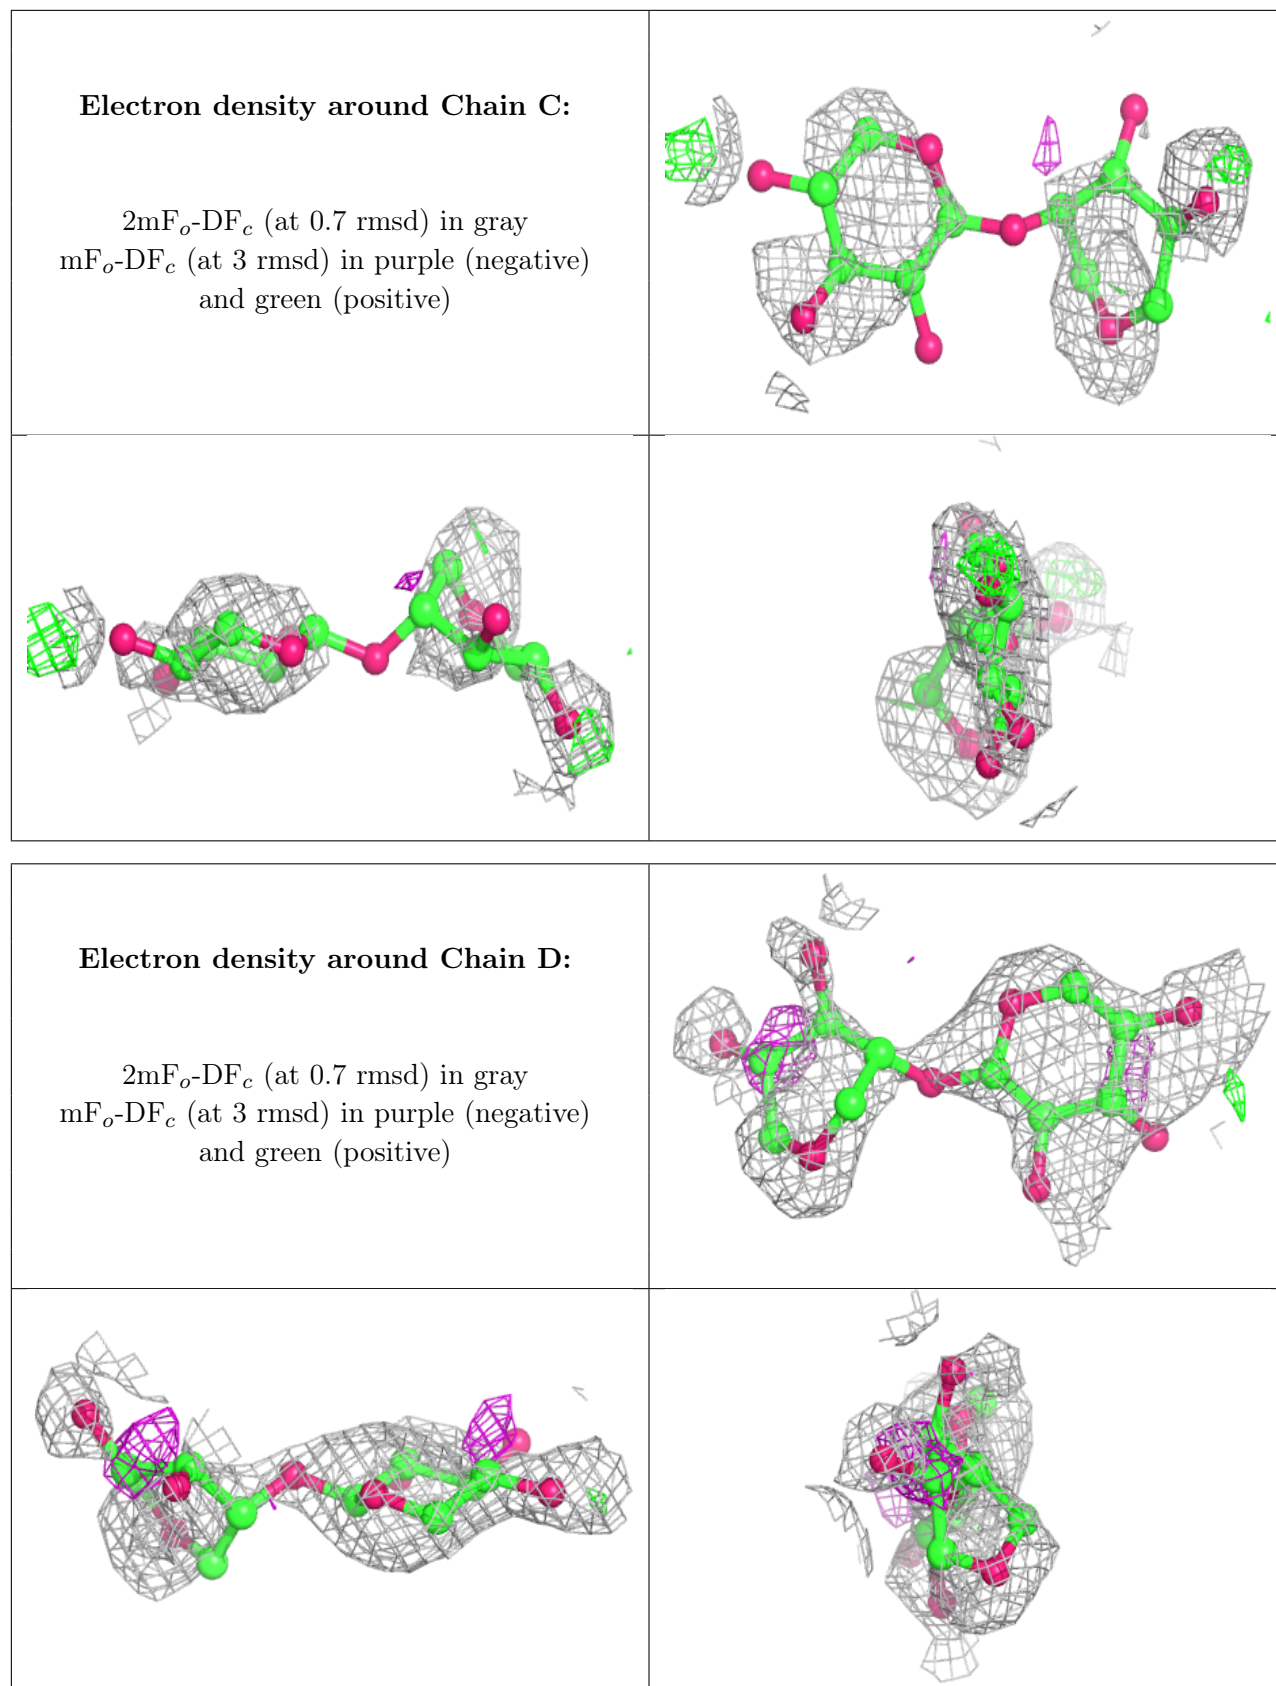 Electron density around Chain C:
2mFo-DFc (at 0.7 rmsd) in gray
mFo-DFc (at 3 rmsd) in purple (negative)
and green (positive)
Electron density around Chain D:
2mFo-DFc (at 0.7 rmsd) in gray
mFo-DFc (at 3 rmsd) in purple (negative)
and green (positive)